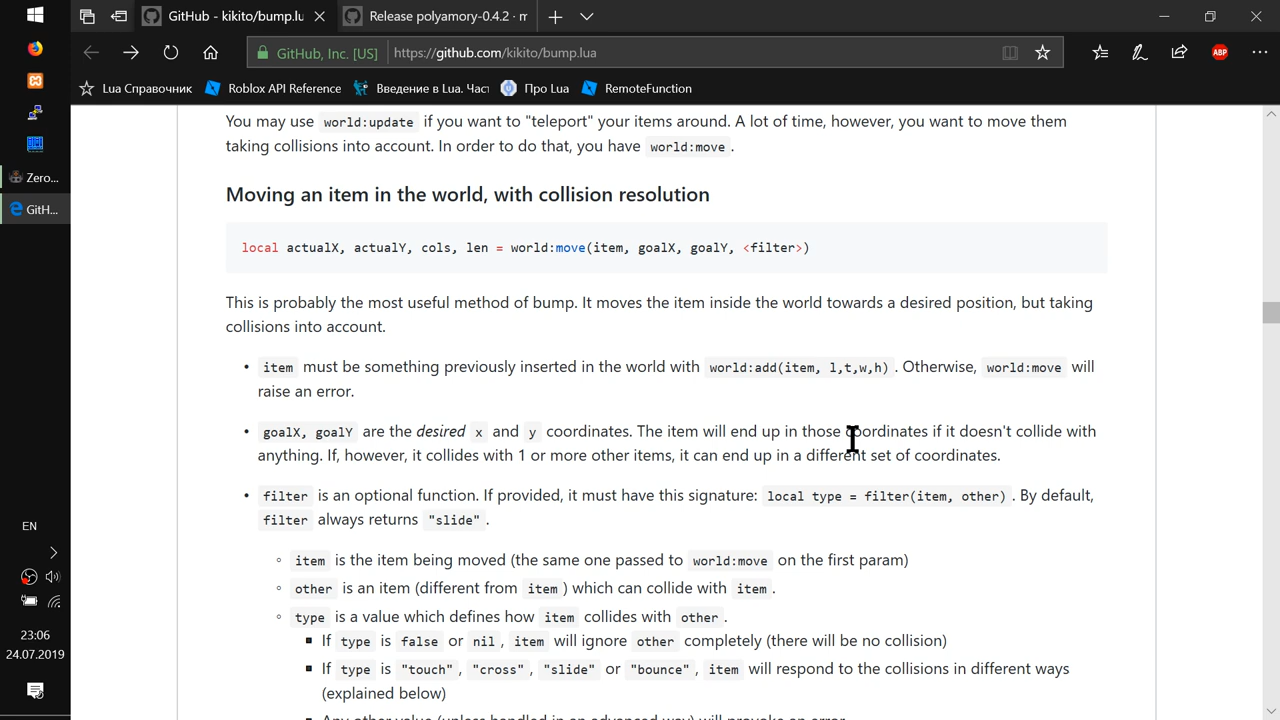 GitHub - kikito/bump.lu
Release polyamory-0.4.2 · m
GitHub, Inc. [US]
https://github.com/kikito/bump.lua
ABP
Lua Справочник
Roblox API Reference
Введение в Lua. Част
Про Lua
RemoteFunction
Zero...
GitH...
EN
23:06
24.07.2019
You may use world:update if you want to "teleport" your items around. A lot of time, however, you want to move them
taking collisions into account. In order to do that, you have world:move .
Moving an item in the world, with collision resolution
local actualX, actualY, cols, len = world:move(item, goalX, goalY, <filter>)
This is probably the most useful method of bump. It moves the item inside the world towards a desired position, but taking
collisions into account.
• item must be something previously inserted in the world with world:add(item, l,t,w,h) . Otherwise, world:move will
raise an error.
• goalX, goalY are the desired x and y coordinates. The item will end up in those coordinates if it doesn't collide with
anything. If, however, it collides with 1 or more other items, it can end up in a different set of coordinates.
• filter is an optional function. If provided, it must have this signature: local type = filter(item, other) . By default,
filter always returns "slide" .
◦ item is the item being moved (the same one passed to world:move on the first param)
◦ other is an item (different from item ) which can collide with item .
◦ type is a value which defines how item collides with other .
▪ If type is false or nil , item will ignore other completely (there will be no collision)
▪ If type is "touch" , "cross" , "slide" or "bounce" , item will respond to the collisions in different ways
(explained below)
▪ Any other value (unless handled in an advanced way) will provoke an error